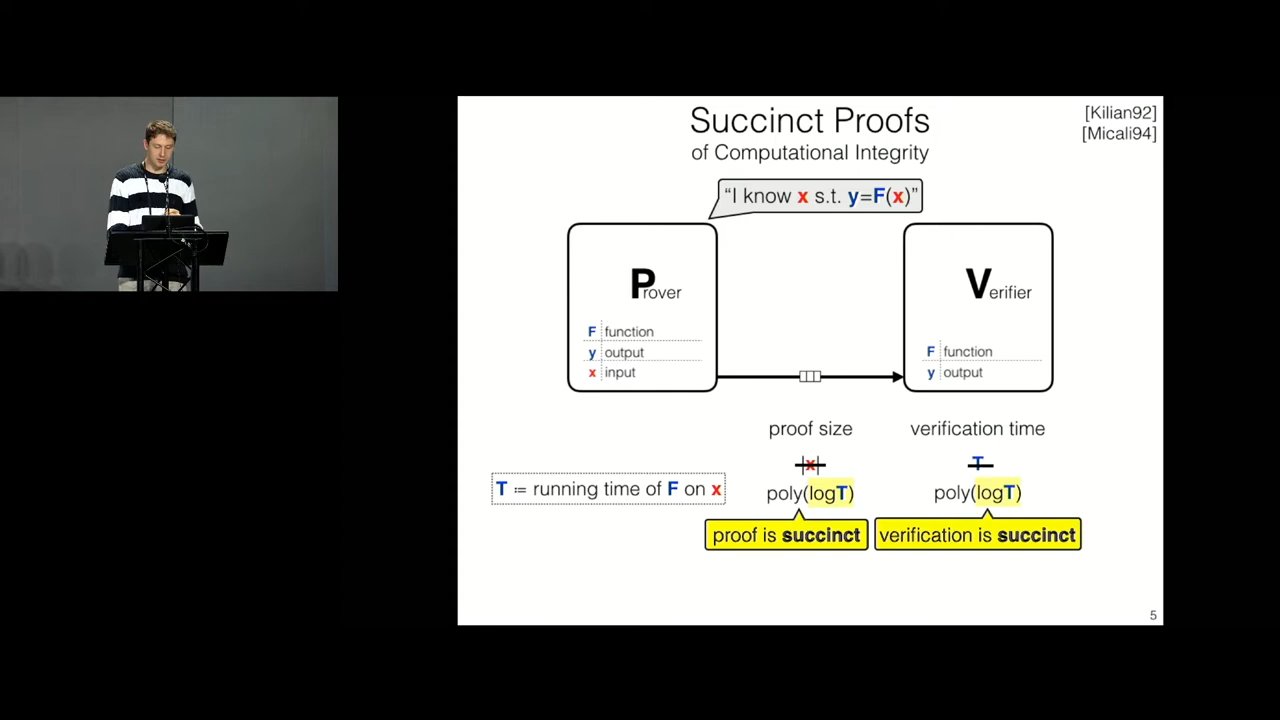 Succinct Proofs
of Computational Integrity
[Kilian92]
[Micali94]
“I know x s.t. y=F(x)”
Prover
F function
y output
x input
Verifier
F function
y output
proof size
verification time
|x|
T
T := running time of F on x
poly(logT)
poly(logT)
proof is succinct
verification is succinct
5